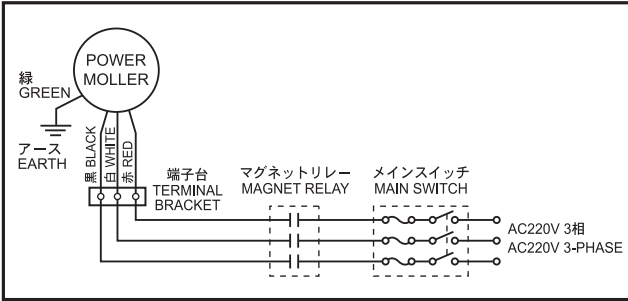 POWER
MOLLER
緑
GREEN
アース
EARTH
黒 BLACK
白 WHITE
赤 RED
端子台
TERMINAL
BRACKET
マグネットリレー
MAGNET RELAY
メインスイッチ
MAIN SWITCH
AC220V 3相
AC220V 3-PHASE